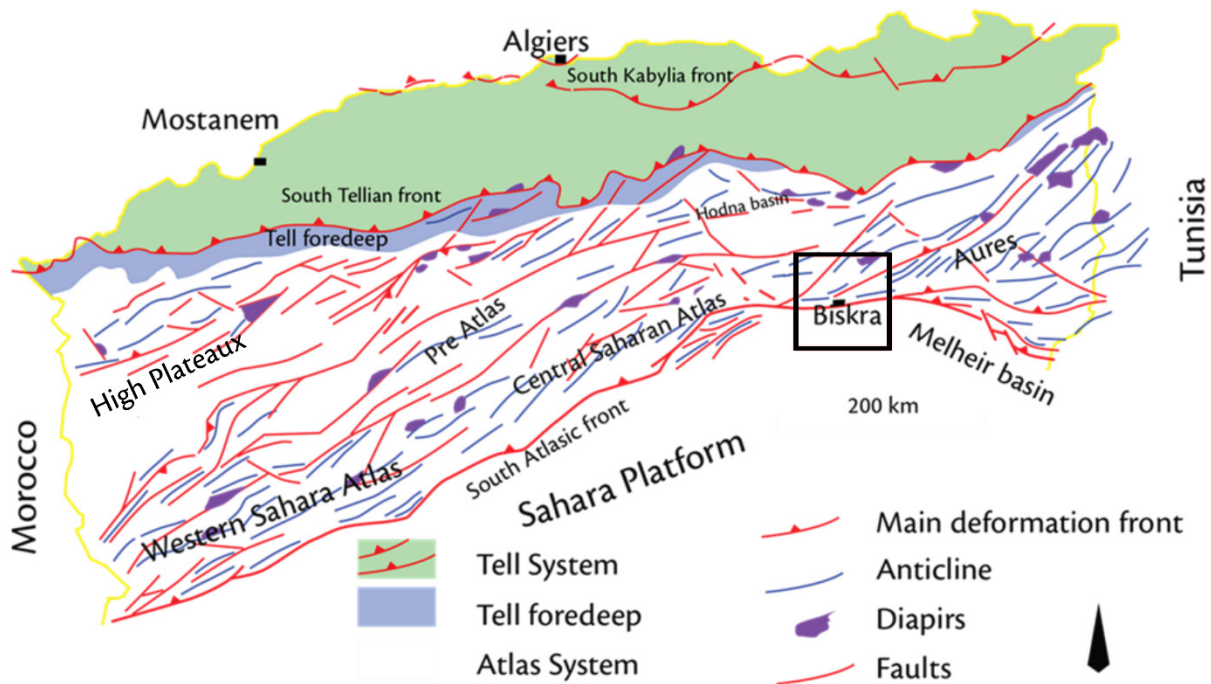 Algiers
South Kabylia front
Mostanem
South Tellian front
Tell foredeep
Hodna basin
Aures
Tunisia
Biskra
Pre Atlas
Central Saharan Atlas
High Plateaux
Melheir basin
200 km
South Atlasic front
Sahara Platform
Morocco
Western Sahara Atlas
Tell System
Tell foredeep
Atlas System
Main deformation front
Anticline
Diapirs
Faults